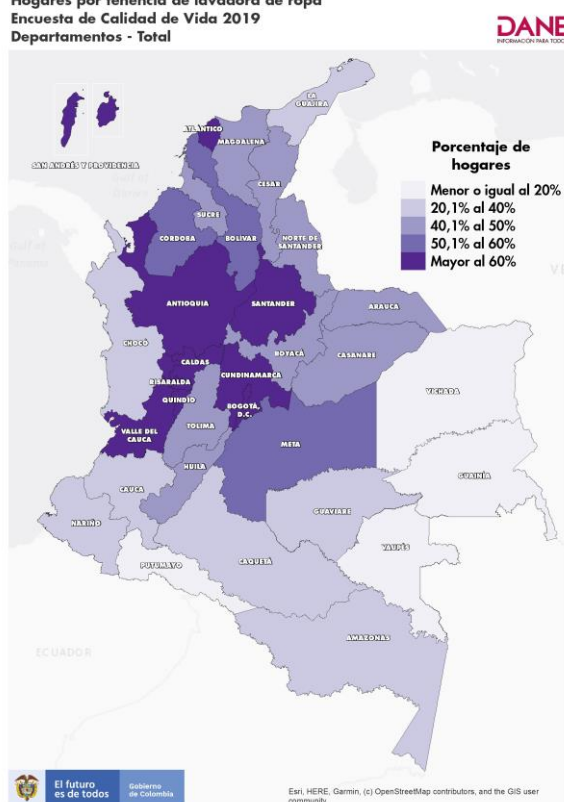 Hogares por tenencia de lavadora de ropa
Encuesta de Calidad de Vida 2019
Departamentos - Total
DANE
INFORMACIÓN PARA TODOS
LA GUAJIRA
ATLÁNTICO
MAGDALENA
SAN ANDRÉS Y PROVIDENCIA
CESAR
Porcentaje de
hogares
Menor o igual al 20%
20,1% al 40%
40,1% al 50%
50,1% al 60%
Mayor al 60%
SUCRE
CÓRDOBA
BOLÍVAR
NORTE DE
SANTANDER
ANTIOQUIA
SANTANDER
ARAUCA
CHOCÓ
BOYACÁ
CASANARE
CALDAS
CUNDINAMARCA
RISARALDA
VICHADA
QUINDÍO
BOGOTÁ,
D.C.
VALLE DEL
CAUCA
TOLIMA
META
GUAINÍA
HUILA
CAUCA
GUAVIARE
NARIÑO
VAUPÉS
PUTUMAYO
CAQUETÁ
AMAZONAS
ECUADOR
El futuro
es de todos
Gobierno
de Colombia
Esri, HERE, Garmin, (c) OpenStreetMap contributors, and the GIS user
community